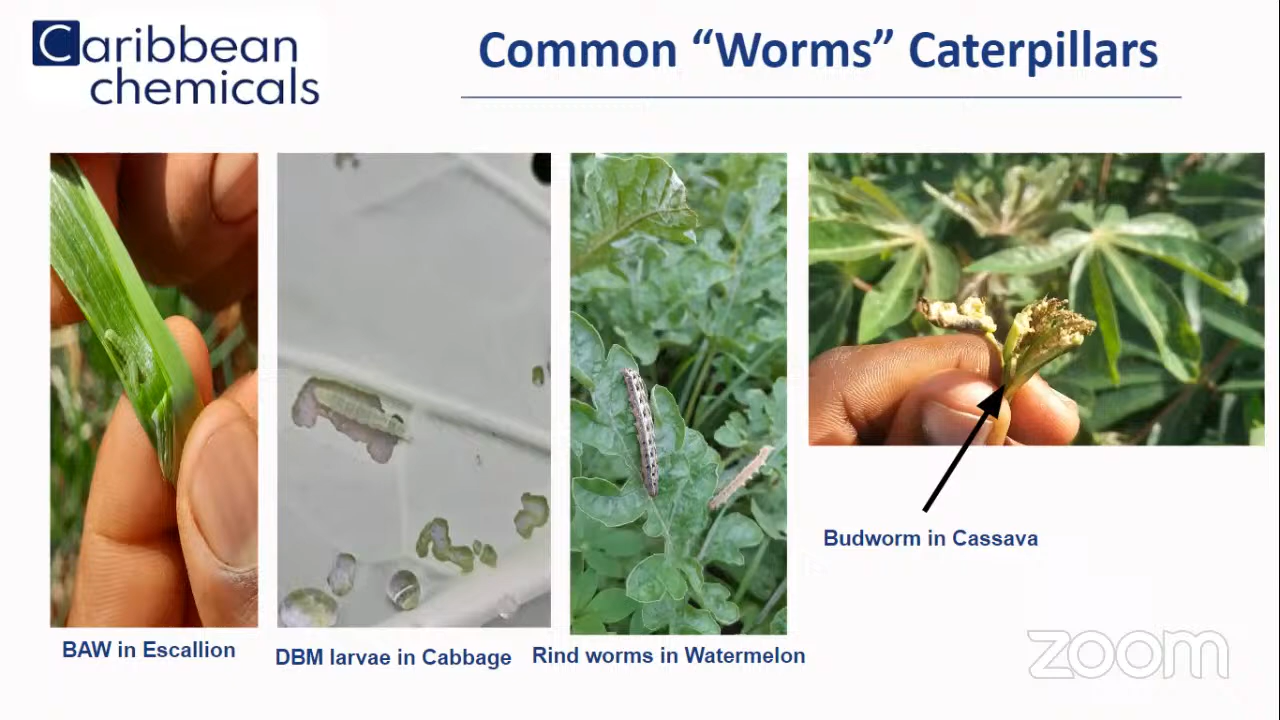 Caribbean
chemicals
Common “Worms” Caterpillars
BAW in Escallion
DBM larvae in Cabbage
Rind worms in Watermelon
Budworm in Cassava
zoom